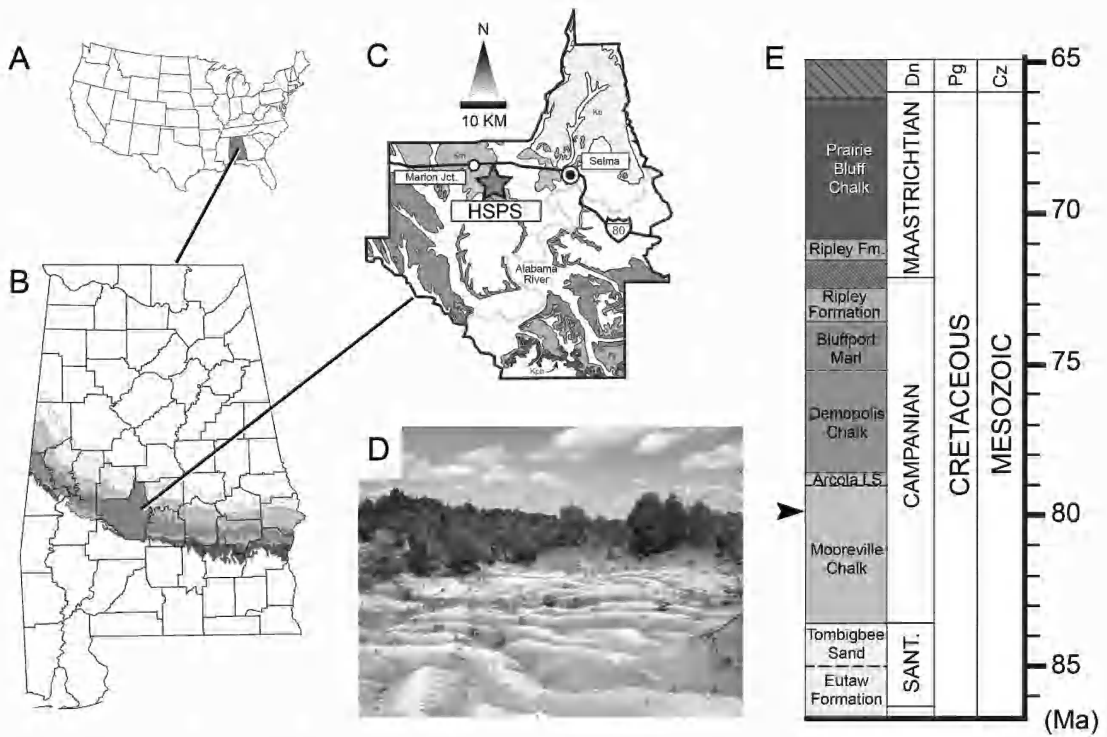 A
B
C
N
10 KM
Marion Jct.
Selma
HSPS
80
Alabama
River
Kpb
D
E
Dn
Pg
Cz
MAASTRICHTIAN
CAMPANIAN
SANT.
CRETACEOUS
MESOZOIC
Prairie
Bluff
Chalk
Ripley Fm.
Ripley
Formation
Bluffport
Marl
Demopolis
Chalk
Arcola LS
Mooreville
Chalk
Tombigbee
Sand
Eutaw
Formation
65
70
75
80
85
(Ma)